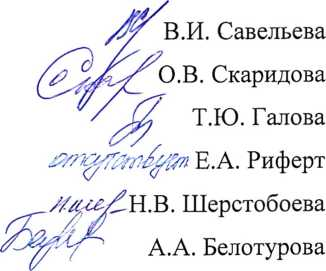 В.И. Савельева
О.В. Скаридова
Т.Ю. Галова
отсутствует Е.А. Риферт
Н.В. Шерстобоева
А.А. Белотурова